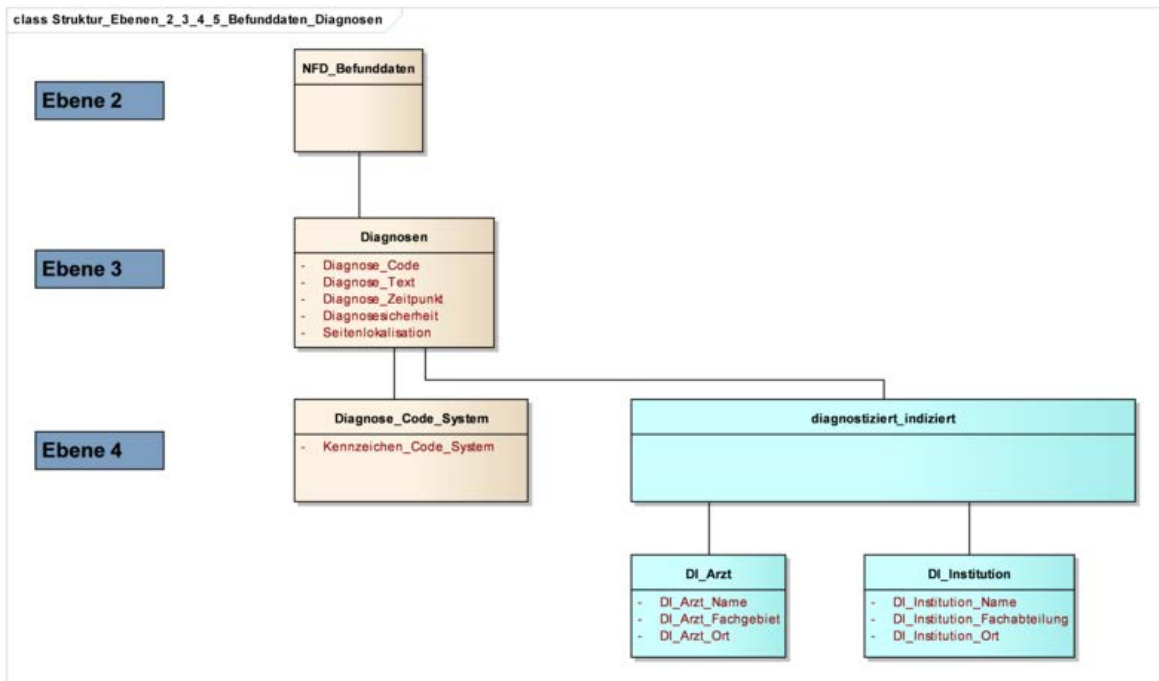 class Struktur_Ebenen_2_3_4_5_Befunddaten_Diagnosen
NFD_Befunddaten
Ebene 2
Diagnosen
- Diagnose_Code
- Diagnose_Text
- Diagnose_Zeitpunkt
- Diagnosesicherheit
- Seitenlokalisation
Ebene 3
Diagnose_Code_System
- Kennzeichen_Code_System
diagnostiziert_indiziert
Ebene 4
DI_Arzt
- DI_Arzt_Name
- DI_Arzt_Fachgebiet
- DI_Arzt_Ort
DI_Institution
- DI_Institution_Name
- DI_Institution_Fachabteilung
- DI_Institution_Ort